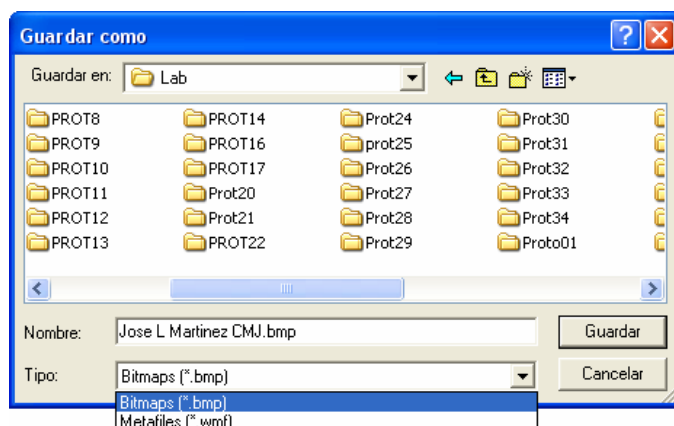 Guardar como
Guardar en: Lab
PROT8 PROT14 Prot24 Prot30
PROT9 PROT16 prot25 Prot31
PROT10 PROT17 Prot26 Prot32
PROT11 Prot20 Prot27 Prot33
PROT12 Prot21 Prot28 Prot34
PROT13 PROT22 Prot29 Proto01
Nombre: Jose L Martinez CMJ.bmp Guardar
Tipo: Bitmaps (*.bmp) Cancelar
Bitmaps (*.bmp)
Metafiles (*.wmf)